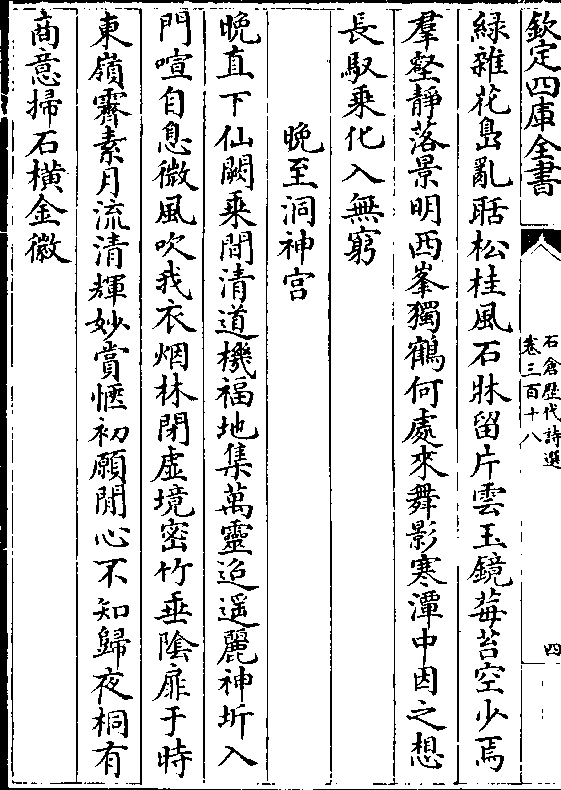 欽定四庫全書
石倉歴代詩選
卷三百十八
四
綠雜花島亂聒松桂風石牀留片雲玉鏡莓苔空少焉
羣壑靜落景明西峯獨鶴何處來舞影寒潭中因之想
長馭乗化入無窮
晩至洞神宫
晩直下仙闕乗間清道機福地集萬靈迢遥麗神圻入
門喧自息微風吹我衣烟林閉虚境密竹垂陰扉于時
東嶺霽素月流清輝妙賞愜初願閒心不知歸夜桐有
商意掃石横金徽